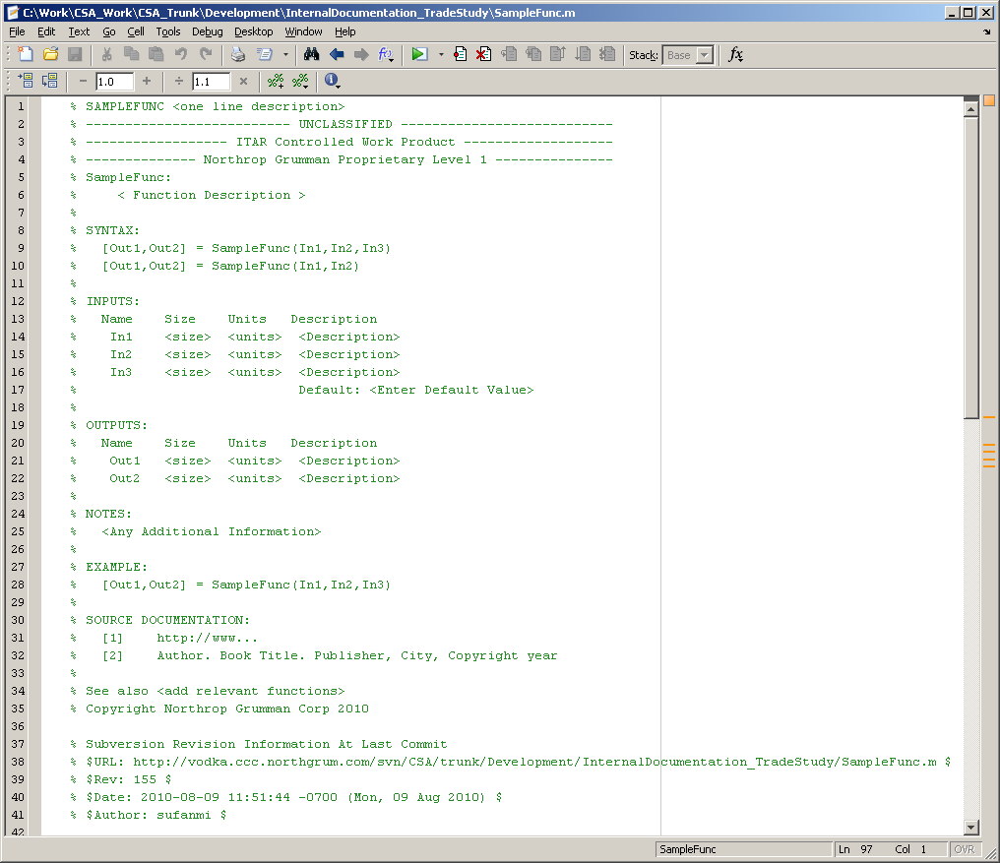 C:\Work\CSA_Work\CSA_Trunk\Development\InternalDocumentation_TradeStudy\SampleFunc.m
File Edit Text Go Cell Tools Debug Desktop Window Help
Stack: Base fx
1.0 1.1
1 % SAMPLEFUNC <one line description>
2 % -------------------------- UNCLASSIFIED ---------------------------
3 % ------------------ ITAR Controlled Work Product -------------------
4 % -------------- Northrop Grumman Proprietary Level 1 ---------------
5 % SampleFunc:
6 %     < Function Description >
7 %
8 % SYNTAX:
9 %   [Out1,Out2] = SampleFunc(In1,In2,In3)
10 %   [Out1,Out2] = SampleFunc(In1,In2)
11 %
12 % INPUTS:
13 %   Name    Size    Units   Description
14 %    In1    <size>  <units>  <Description>
15 %    In2    <size>  <units>  <Description>
16 %    In3    <size>  <units>  <Description>
17 %                            Default: <Enter Default Value>
18 %
19 % OUTPUTS:
20 %   Name    Size    Units   Description
21 %    Out1   <size>  <units>  <Description>
22 %    Out2   <size>  <units>  <Description>
23 %
24 % NOTES:
25 %   <Any Additional Information>
26 %
27 % EXAMPLE:
28 %   [Out1,Out2] = SampleFunc(In1,In2,In3)
29 %
30 % SOURCE DOCUMENTATION:
31 %   [1]    http://www...
32 %   [2]    Author. Book Title. Publisher, City, Copyright year
33 %
34 % See also <add relevant functions>
35 % Copyright Northrop Grumman Corp 2010
36
37 % Subversion Revision Information At Last Commit
38 % $URL: http://vodka.ccc.northgrum.com/svn/CSA/trunk/Development/InternalDocumentation_TradeStudy/SampleFunc.m $
39 % $Rev: 155 $
40 % $Date: 2010-08-09 11:51:44 -0700 (Mon, 09 Aug 2010) $
41 % $Author: sufanmi $
42
SampleFunc Ln 97 Col 1 OVR